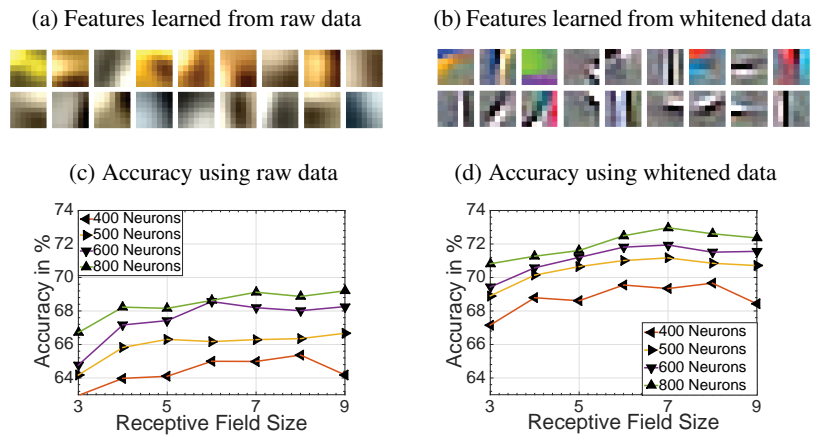 (a) Features learned from raw data
(b) Features learned from whitened data
(c) Accuracy using raw data
74
72
70
68
66
64
3
5
7
9
Accuracy in %
Receptive Field Size
400 Neurons
500 Neurons
600 Neurons
800 Neurons
(d) Accuracy using whitened data
74
72
70
68
66
64
3
5
7
9
Accuracy in %
Receptive Field Size
400 Neurons
500 Neurons
600 Neurons
800 Neurons